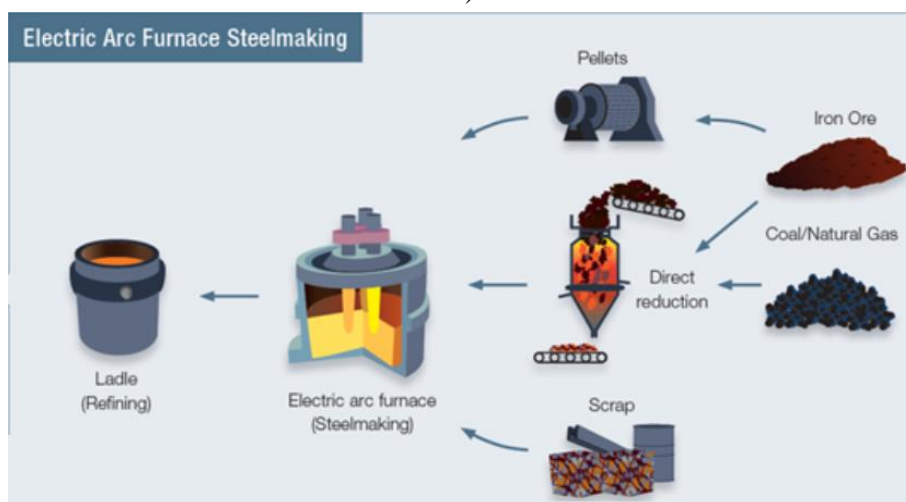 Electric Arc Furnace Steelmaking
Pellets
Iron Ore
Coal/Natural Gas
Direct
reduction
Ladle
(Refining)
Electric arc furnace
(Steelmaking)
Scrap